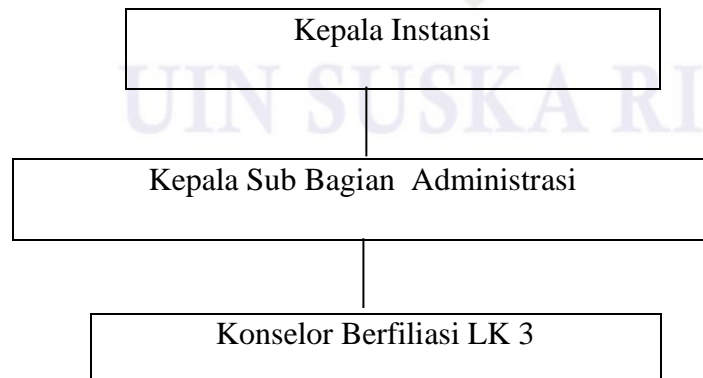 Kepala Instansi
UIN SUSKA RI
Kepala Sub Bagian Administrasi
Konselor Berfiliasi LK 3